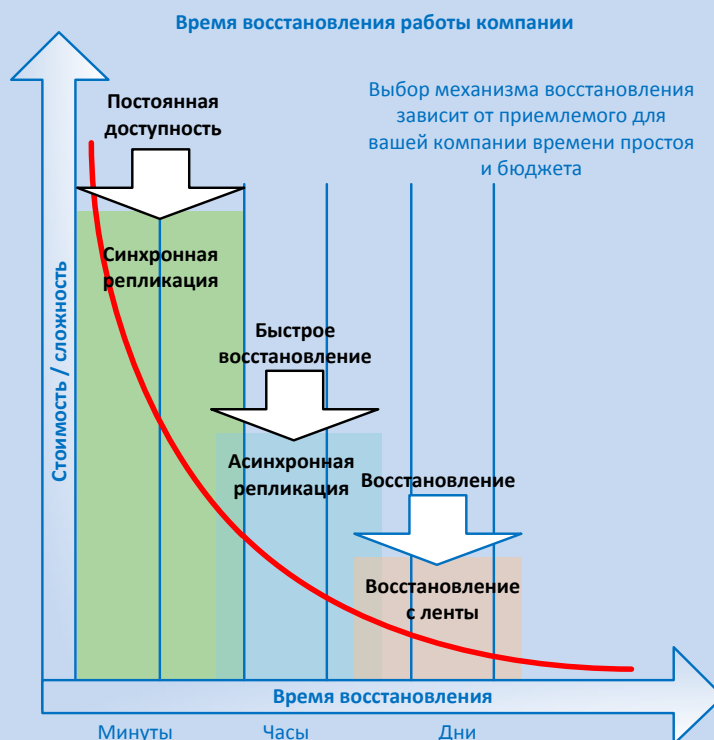 Время восстановления работы компании
Выбор механизма восстановления
зависит от приемлемого для
вашей компании времени простоя
и бюджета
Постоянная
доступность
Синхронная
репликация
Быстрое
восстановление
Асинхронная
репликация
Восстановление
Восстановление
с ленты
Стоимость / сложность
Время восстановления
Минуты
Часы
Дни